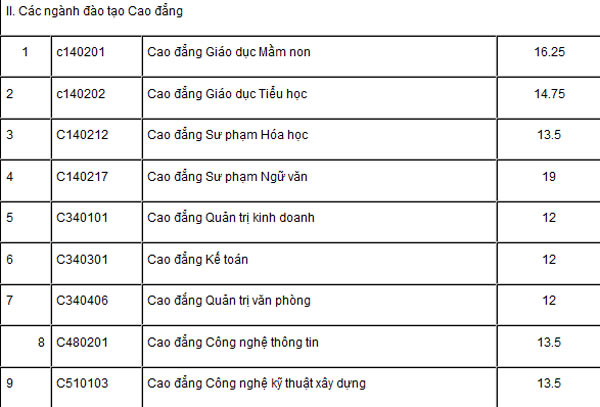 II. Các ngành đào tạo Cao đẳng
1 c140201 Cao đẳng Giáo dục Mầm non 16.25
2 c140202 Cao đẳng Giáo dục Tiểu học 14.75
3 C140212 Cao đẳng Sư phạm Hóa học 13.5
4 C140217 Cao đẳng Sư phạm Ngữ văn 19
5 C340101 Cao đẳng Quản trị kinh doanh 12
6 C340301 Cao đẳng Kế toán 12
7 C340406 Cao đẳng Quản trị văn phòng 12
8 C480201 Cao đẳng Công nghệ thông tin 13.5
9 C510103 Cao đẳng Công nghệ kỹ thuật xây dựng 13.5